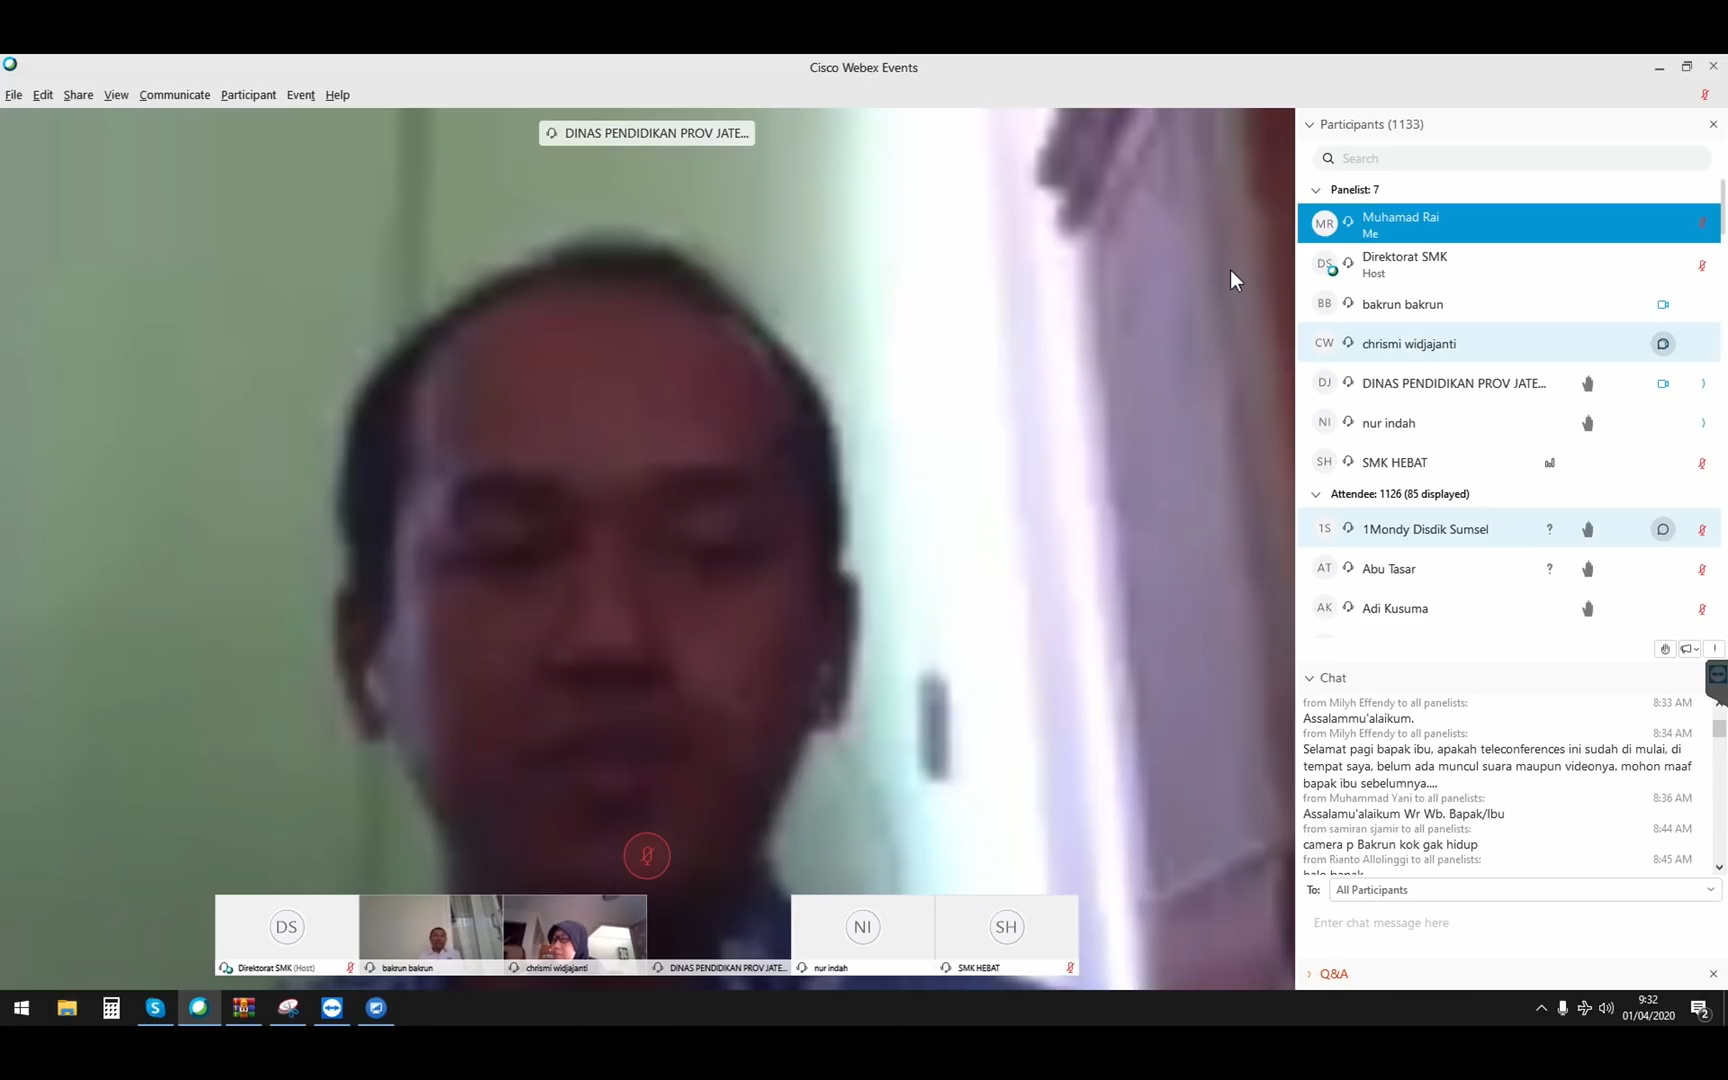 Cisco Webex Events
File Edit Share View Communicate Participant Event Help
DINAS PENDIDIKAN PROV JATE...
Participants (1133)
Search
Panelist: 7
MR Muhamad Rai
Me
DS Direktorat SMK
Host
BB bakrun bakrun
CW chrismi widjajanti
DJ DINAS PENDIDIKAN PROV JATE...
NI nur indah
SH SMK HEBAT
Attendee: 1126 (85 displayed)
1S 1Mondy Disdik Sumsel ?
AT Abu Tasar ?
AK Adi Kusuma
Chat
from Milyh Effendy to all panelists: 8:33 AM
Assalammu'alaikum.
from Milyh Effendy to all panelists: 8:34 AM
Selamat pagi bapak ibu, apakah teleconferences ini sudah di mulai, di
tempat saya, belum ada muncul suara maupun videonya. mohon maaf
bapak ibu sebelumnya....
from Muhammad Yani to all panelists: 8:36 AM
Assalamu'alaikum Wr Wb. Bapak/Ibu
from samiran sjamir to all panelists: 8:44 AM
camera p Bakrun kok gak hidup
from Rianto Allolinggi to all panelists: 8:45 AM
halo bapak
To: All Participants
Enter chat message here
Q&A
DS NI SH
Direktorat SMK (Host) bakrun bakrun chrismi widjajanti DINAS PENDIDIKAN PROV JATE... nur indah SMK HEBAT
9:32
01/04/2020
2